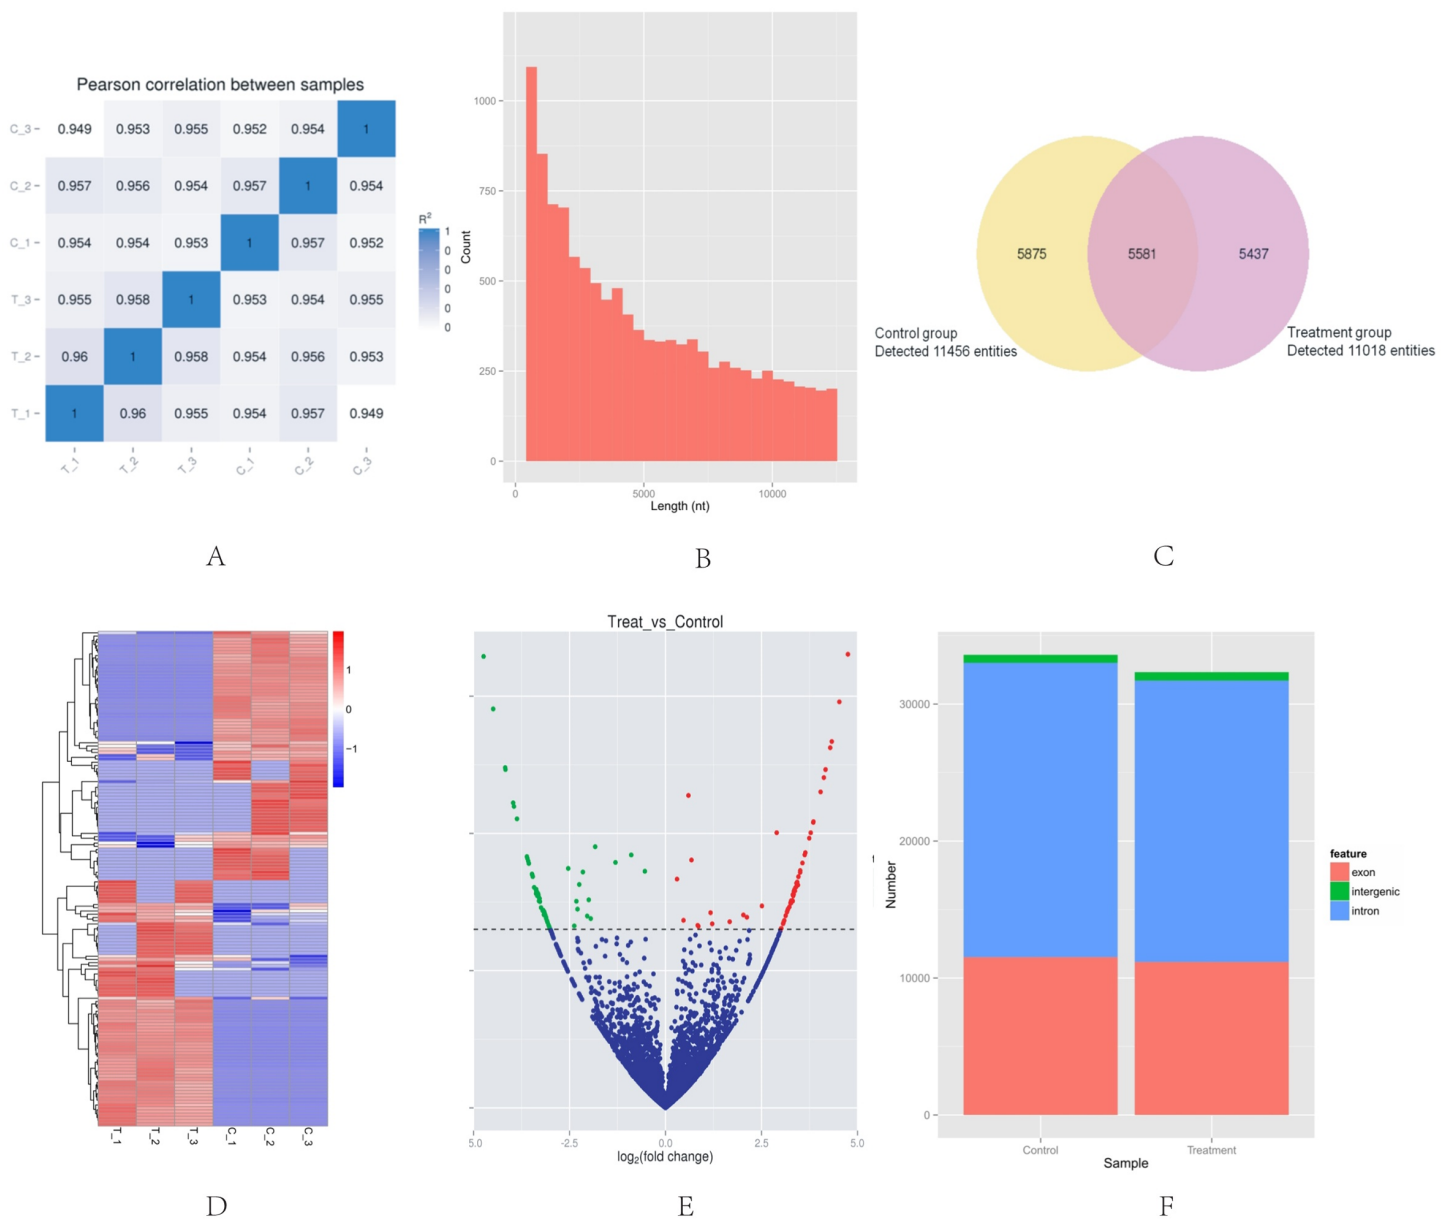 Pearson correlation between samples
C_3 0.949 0.953 0.955 0.952 0.954 1
C_2 0.957 0.956 0.954 0.957 1 0.954
C_1 0.954 0.954 0.953 1 0.957 0.952
T_3 0.955 0.958 1 0.953 0.954 0.955
T_2 0.96 1 0.958 0.954 0.956 0.953
T_1 1 0.96 0.955 0.954 0.957 0.949
T_1 T_2 T_3 C_1 C_2 C_3
R²
1
0
0
0
0
0
A
Count
1000
750
500
250
0
0 5000 10000
Length (nt)
B
5875 5581 5437
Control group
Detected 11456 entities
Treatment group
Detected 11018 entities
C
1
0
−1
T_1 T_2 T_3 C_1 C_2 C_3
D
Treat_vs_Control
5.0 -2.5 0.0 2.5 5.0
log₂(fold change)
E
Number
30000
20000
10000
0
Control Treatment
Sample
feature
exon
intergenic
intron
F